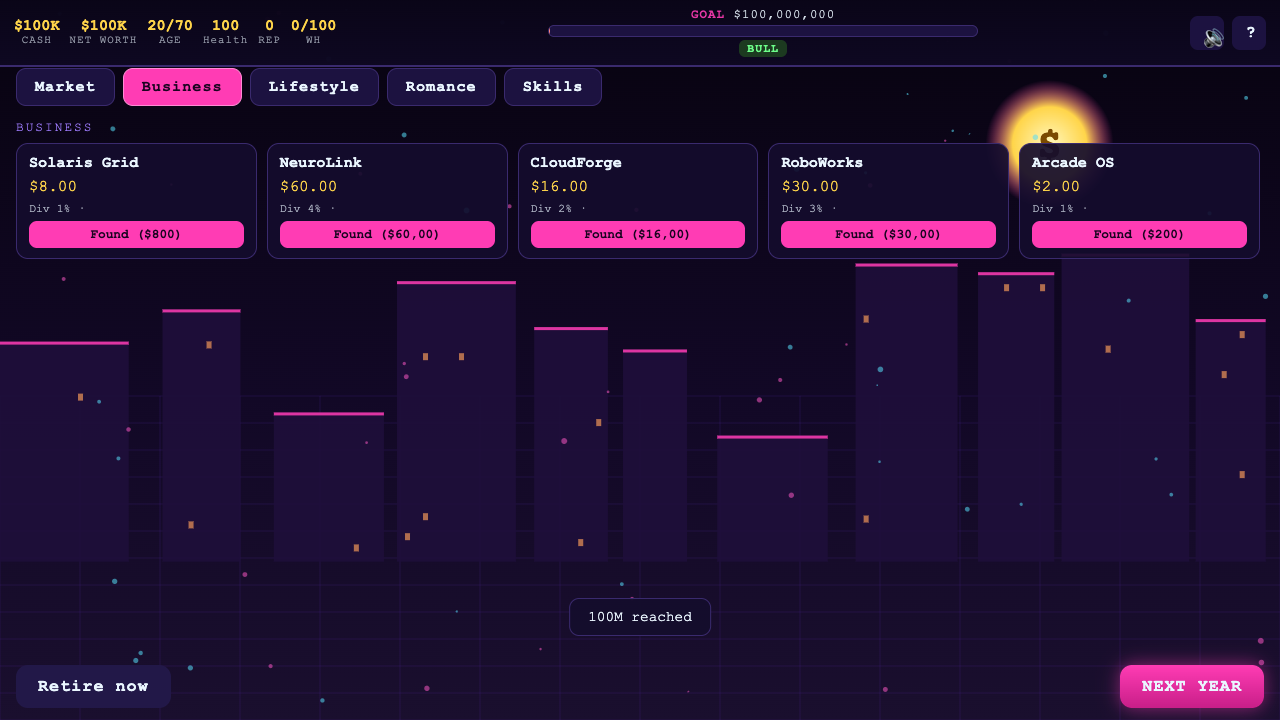 $100K $100K 20/70 100 0 0/100
CASH NET WORTH AGE Health REP WH
GOAL $100,000,000
BULL
?
Market Business Lifestyle Romance Skills
BUSINESS
$
Solaris Grid
$8.00
Div 1% ·
Found ($800)
NeuroLink
$60.00
Div 4% ·
Found ($60,00)
CloudForge
$16.00
Div 2% ·
Found ($16,00)
RoboWorks
$30.00
Div 3% ·
Found ($30,00)
Arcade OS
$2.00
Div 1% ·
Found ($200)
100M reached
Retire now
NEXT YEAR